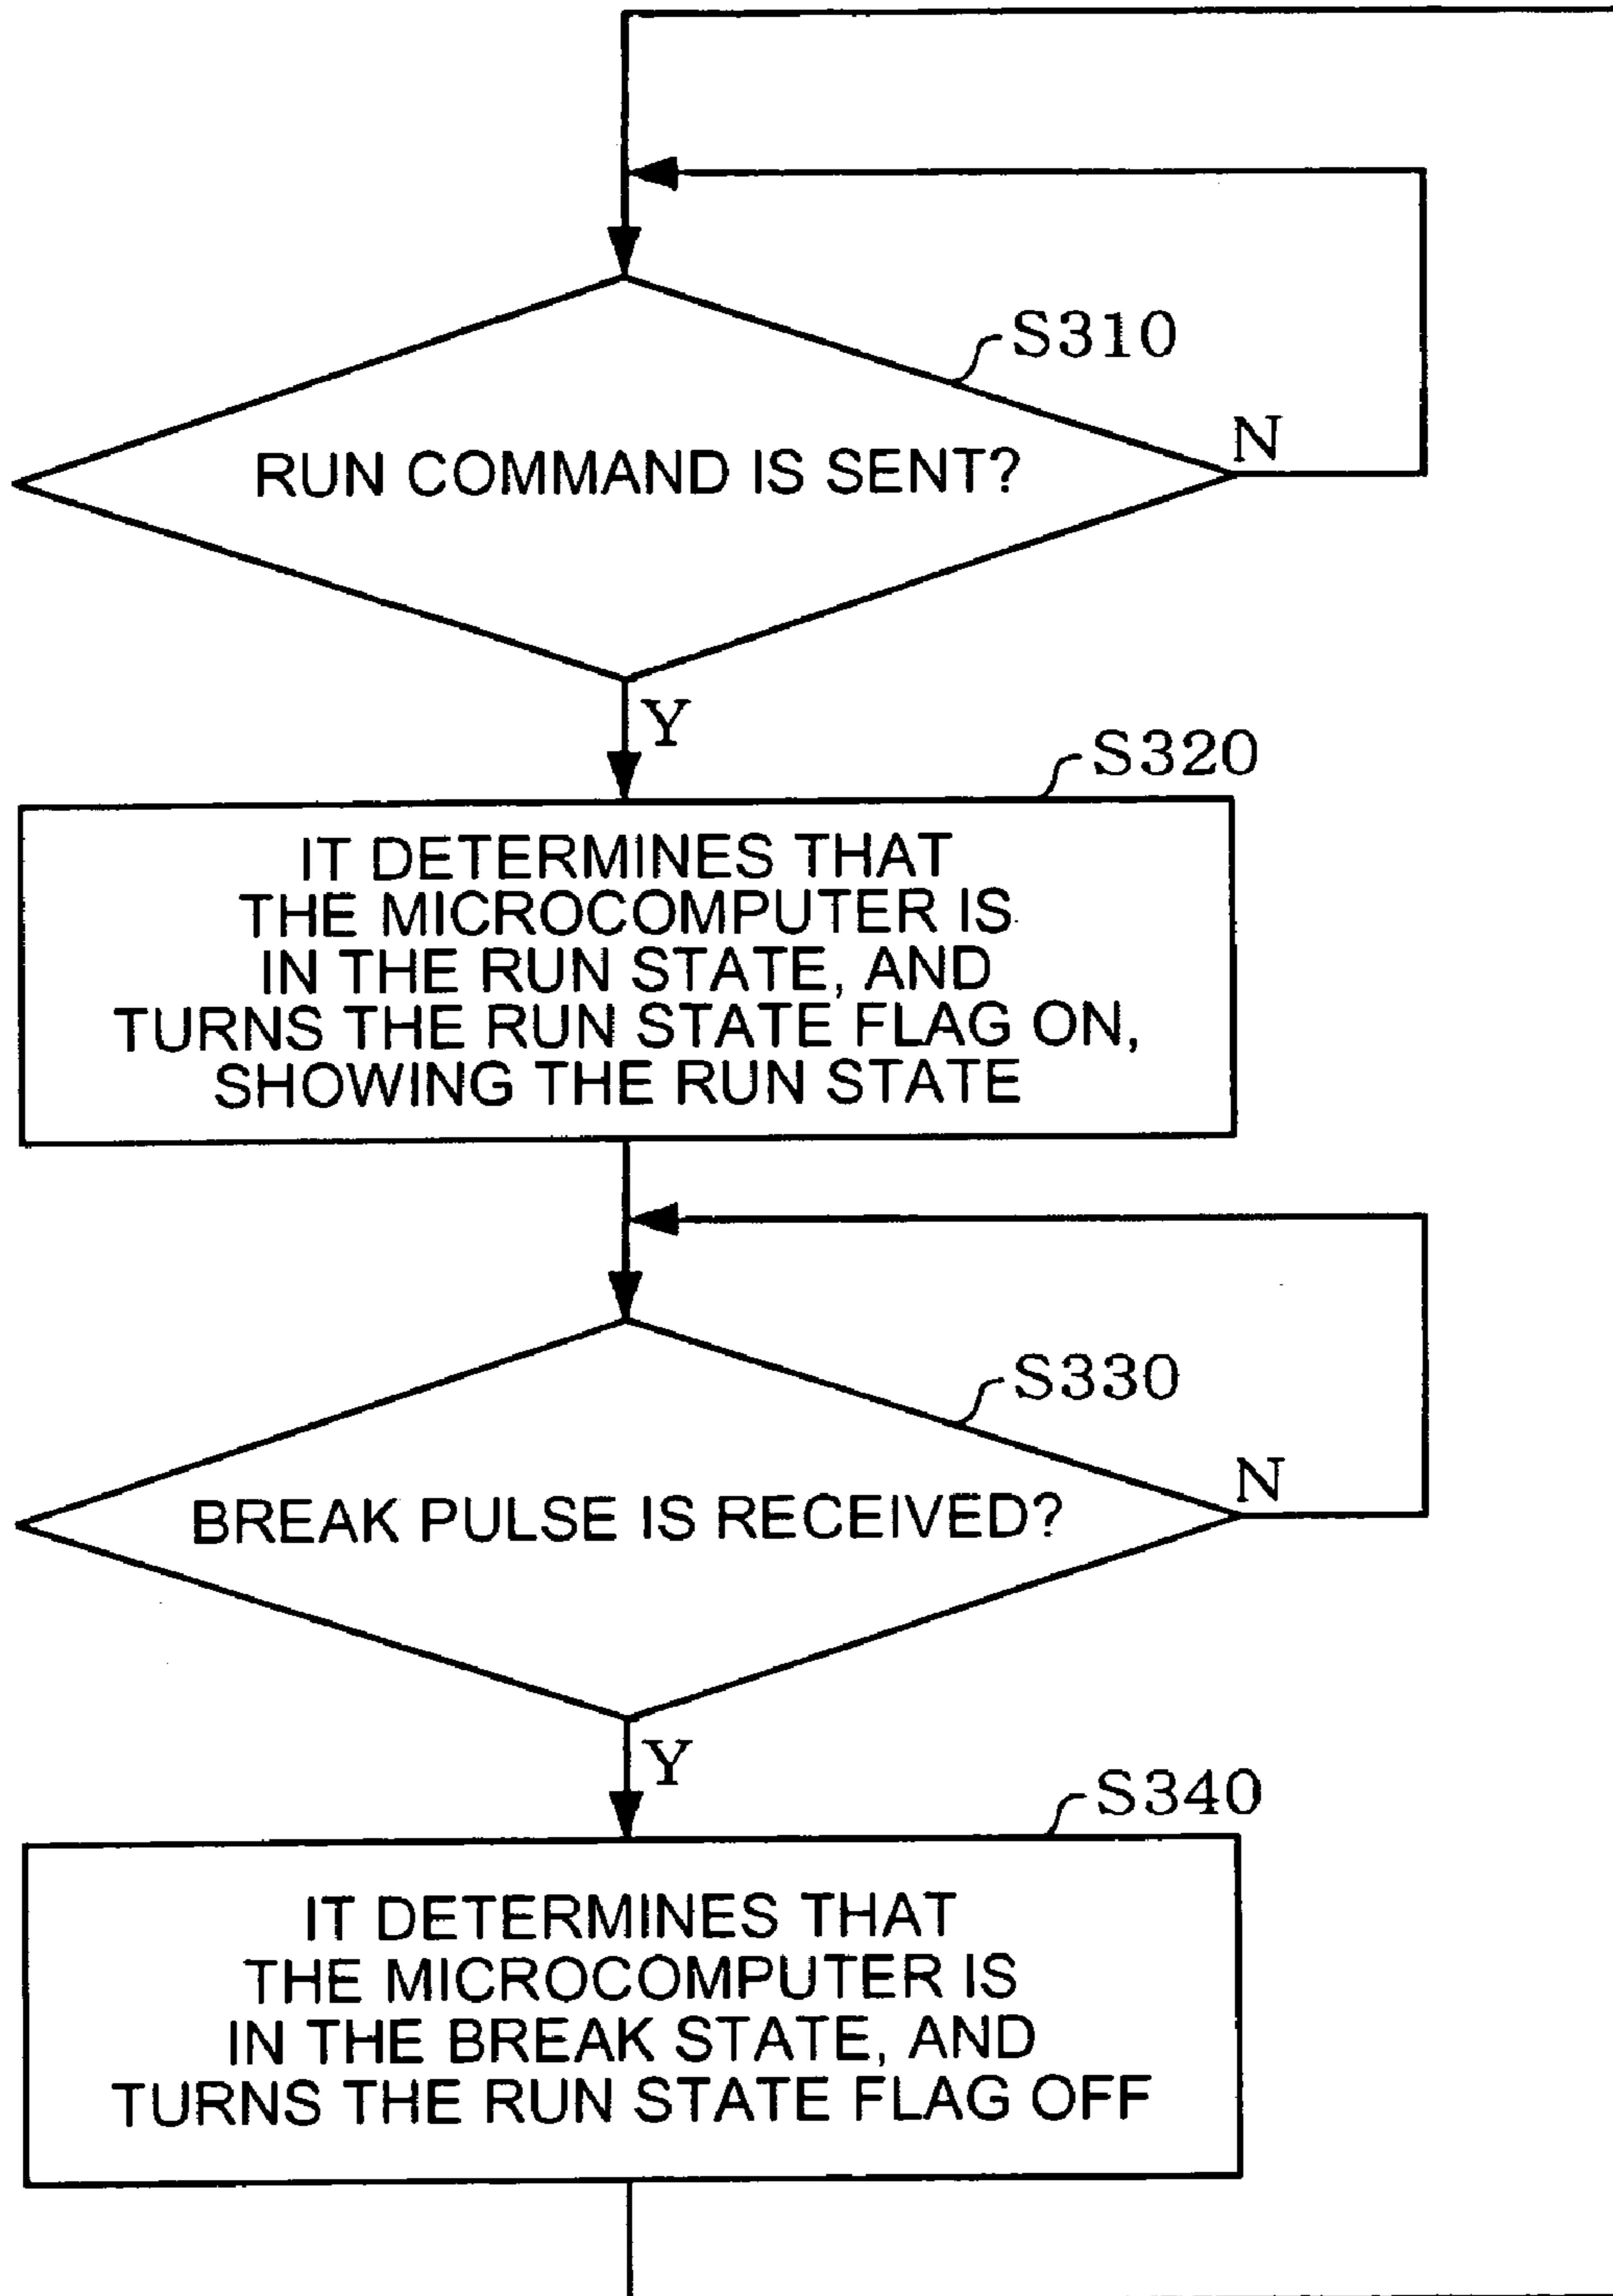 S310
RUN COMMAND IS SENT?
N
Y
S320
IT DETERMINES THAT
THE MICROCOMPUTER IS
IN THE RUN STATE, AND
TURNS THE RUN STATE FLAG ON,
SHOWING THE RUN STATE
S330
BREAK PULSE IS RECEIVED?
N
Y
S340
IT DETERMINES THAT
THE MICROCOMPUTER IS
IN THE BREAK STATE, AND
TURNS THE RUN STATE FLAG OFF